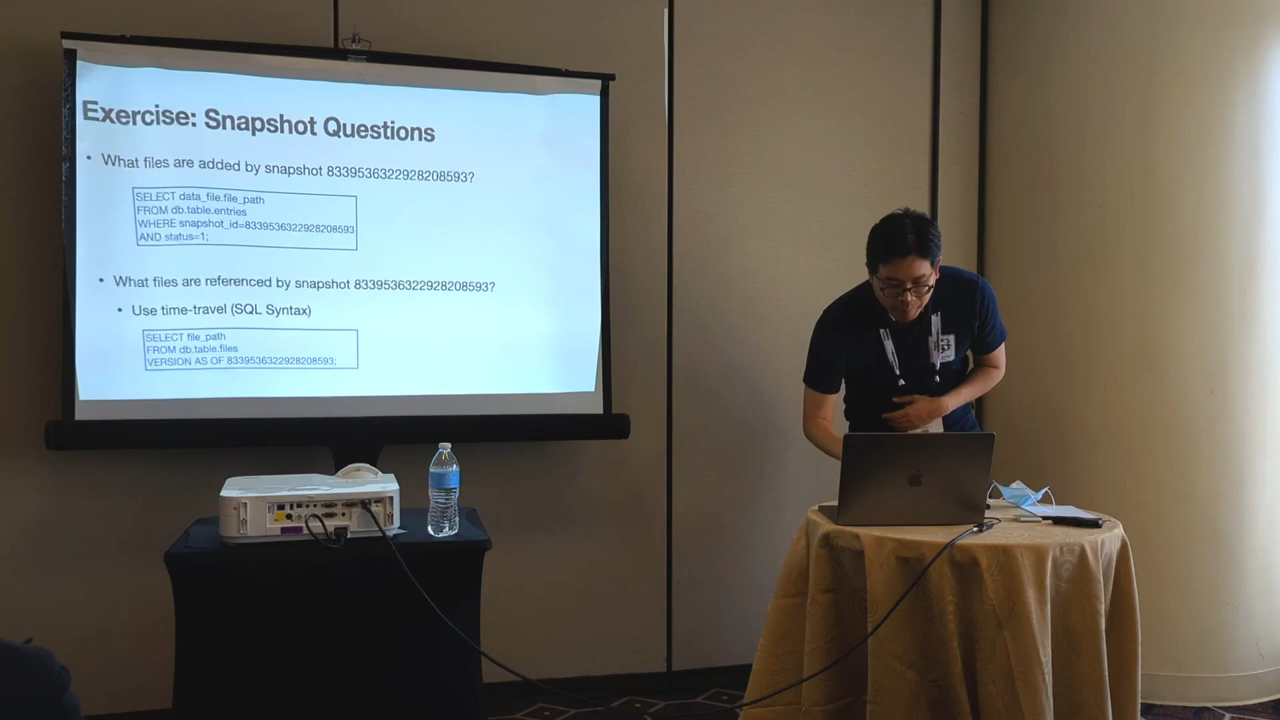 Exercise: Snapshot Questions
• What files are added by snapshot 8339536322928208593?
SELECT data_file.file_path
FROM db.table.entries
WHERE snapshot_id=8339536322928208593
AND status=1;
• What files are referenced by snapshot 8339536322928208593?
• Use time-travel (SQL Syntax)
SELECT file_path
FROM db.table.files
VERSION AS OF 8339536322928208593;